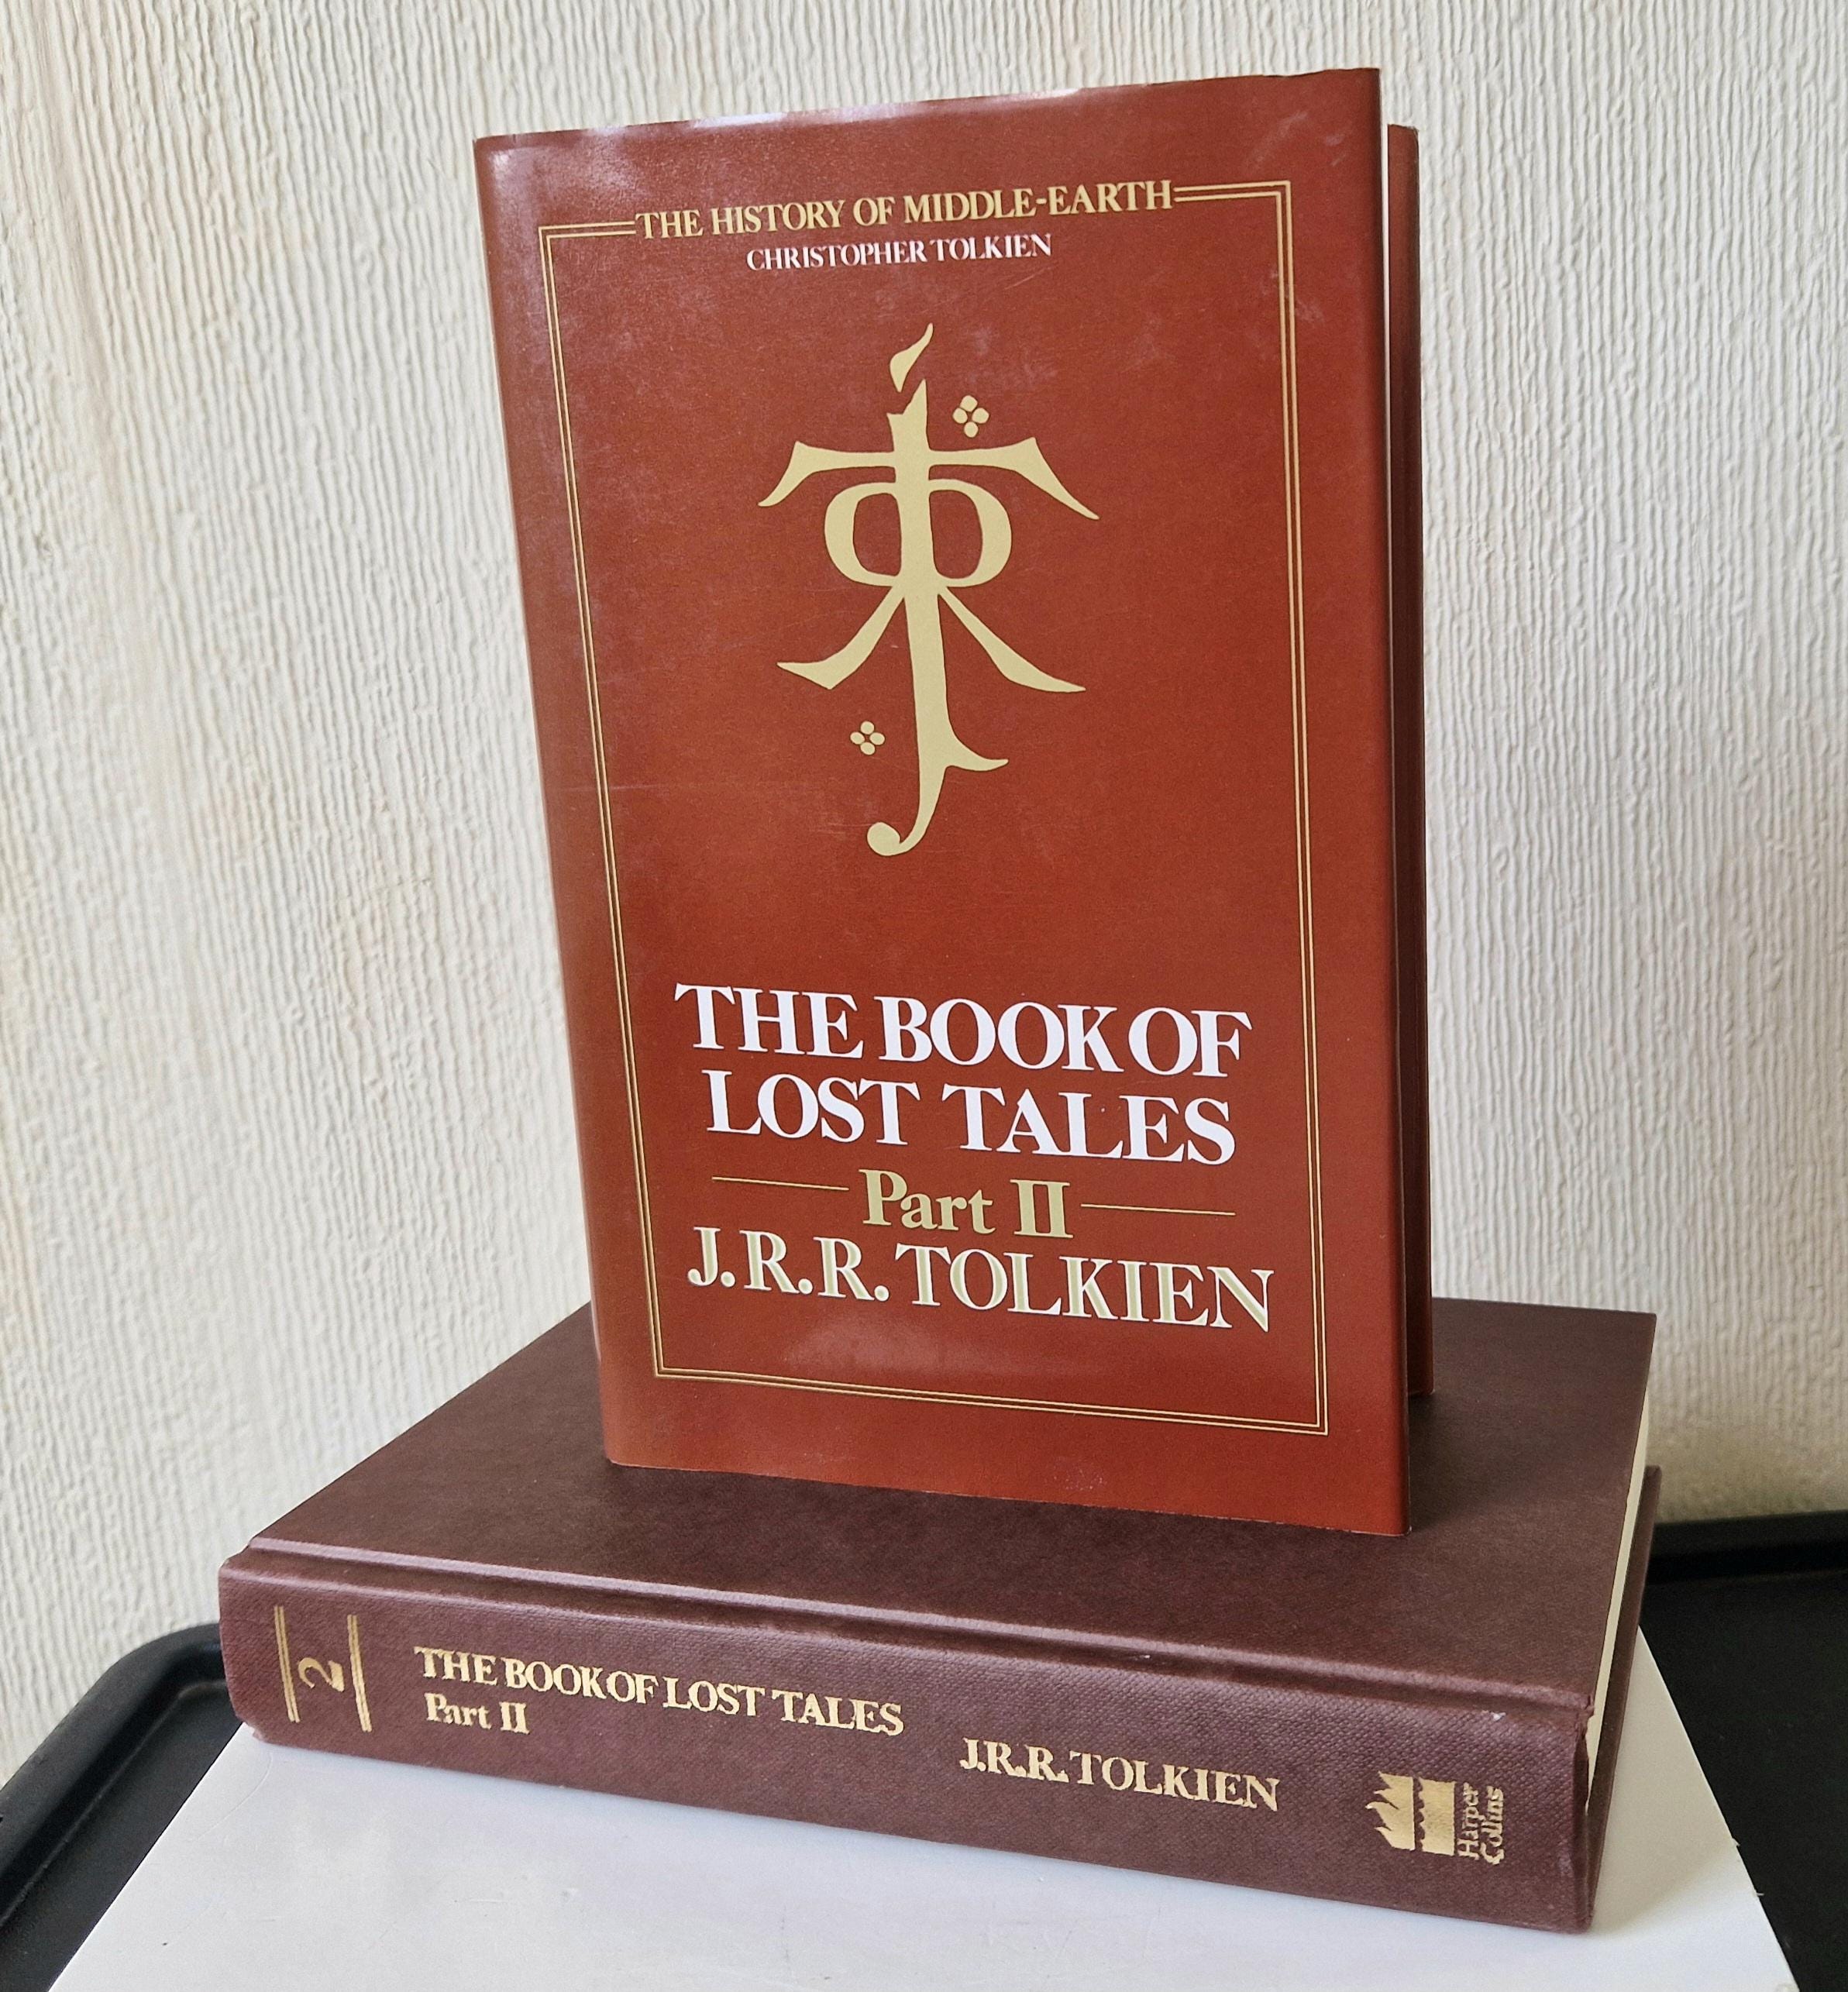 THE HISTORY OF MIDDLE-EARTH
CHRISTOPHER TOLKIEN
THE BOOK OF
LOST TALES
Part II
J.R.R. TOLKIEN
2
THE BOOK OF LOST TALES
Part II
J.R.R. TOLKIEN
Harper
Collins